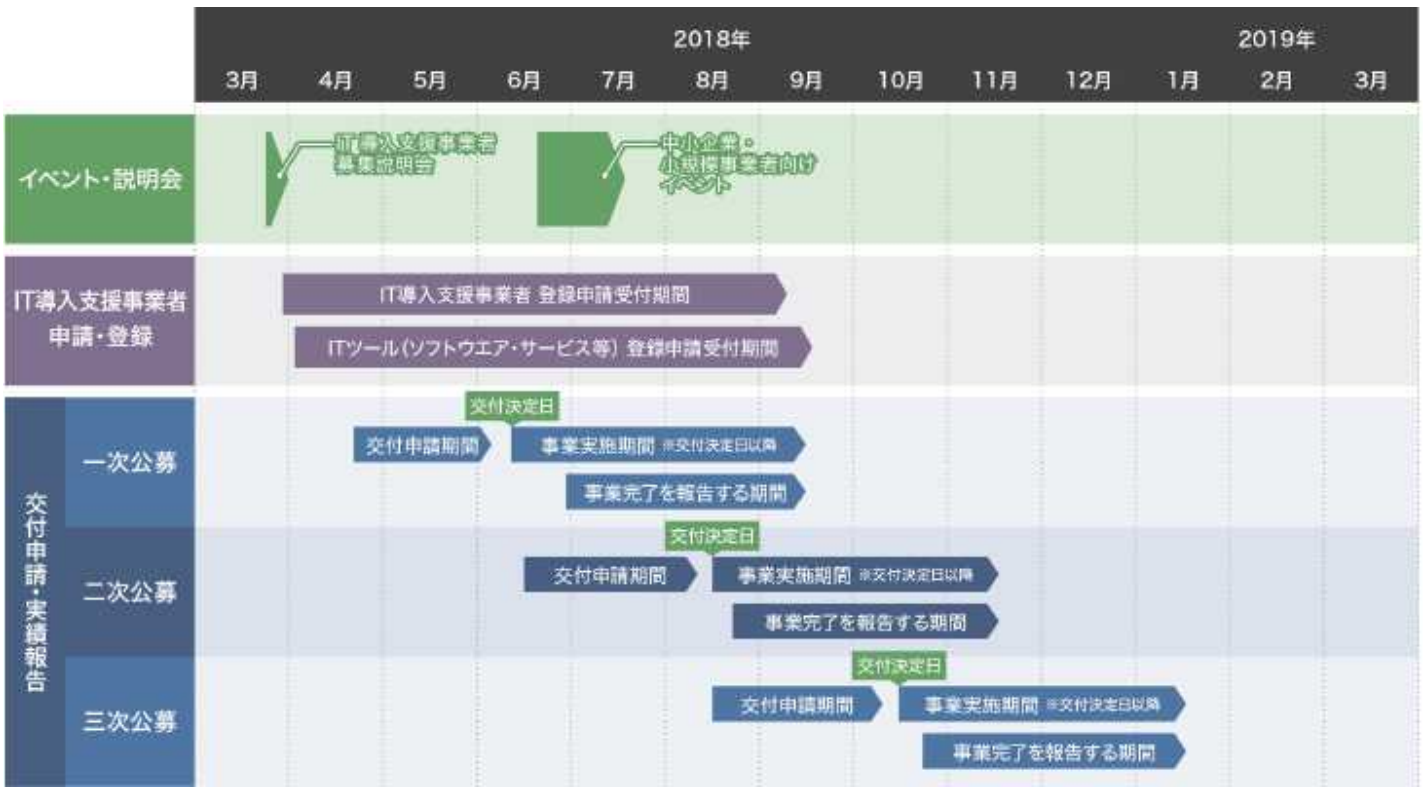 2018年
2019年
3月 4月 5月 6月 7月 8月 9月 10月 11月 12月 1月 2月 3月
イベント・説明会
IT導入支援事業者
募集説明会
中小企業・
小規模事業者向け
イベント
IT導入支援事業者
申請・登録
IT導入支援事業者 登録申請受付期間
ITツール(ソフトウエア・サービス等) 登録申請受付期間
交付申請・実績報告
一次公募
交付決定日
交付申請期間
事業実施期間 ※交付決定日以降
事業完了を報告する期間
二次公募
交付決定日
交付申請期間
事業実施期間 ※交付決定日以降
事業完了を報告する期間
三次公募
交付決定日
交付申請期間
事業実施期間 ※交付決定日以降
事業完了を報告する期間